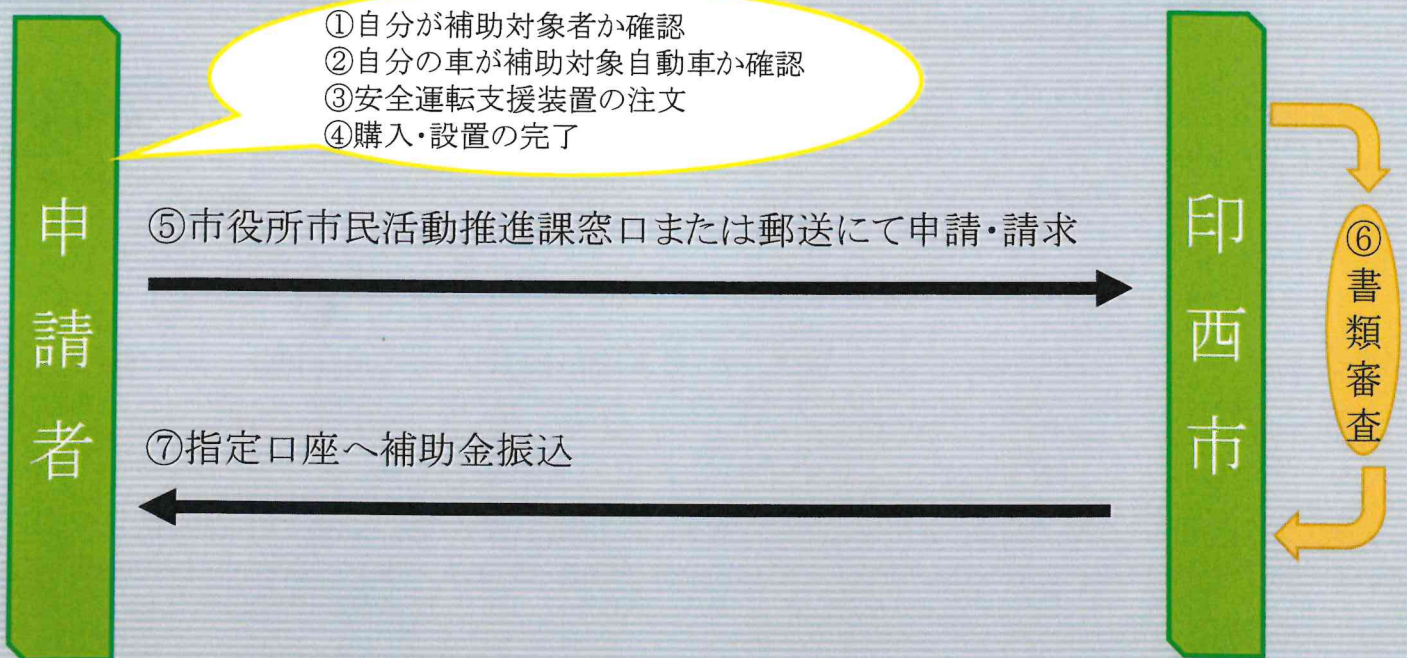 ①自分が補助対象者か確認
②自分の車が補助対象自動車か確認
③安全運転支援装置の注文
④購入・設置の完了
申請者
⑤市役所市民活動推進課窓口または郵送にて申請・請求
印西市
⑥書類審査
⑦指定口座へ補助金振込